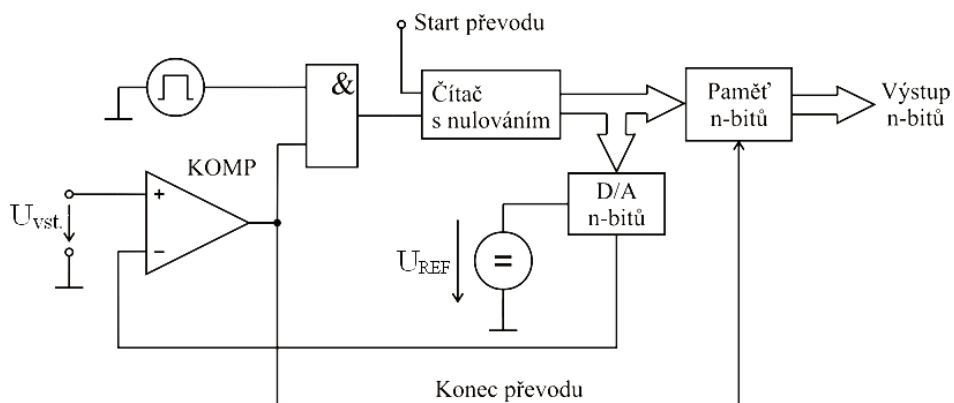 Start převodu
&
Čítač
s nulováním
Paměť
n-bitů
Výstup
n-bitů
KOMP
+
−
Uvst.
D/A
n-bitů
UREF
=
Konec převodu